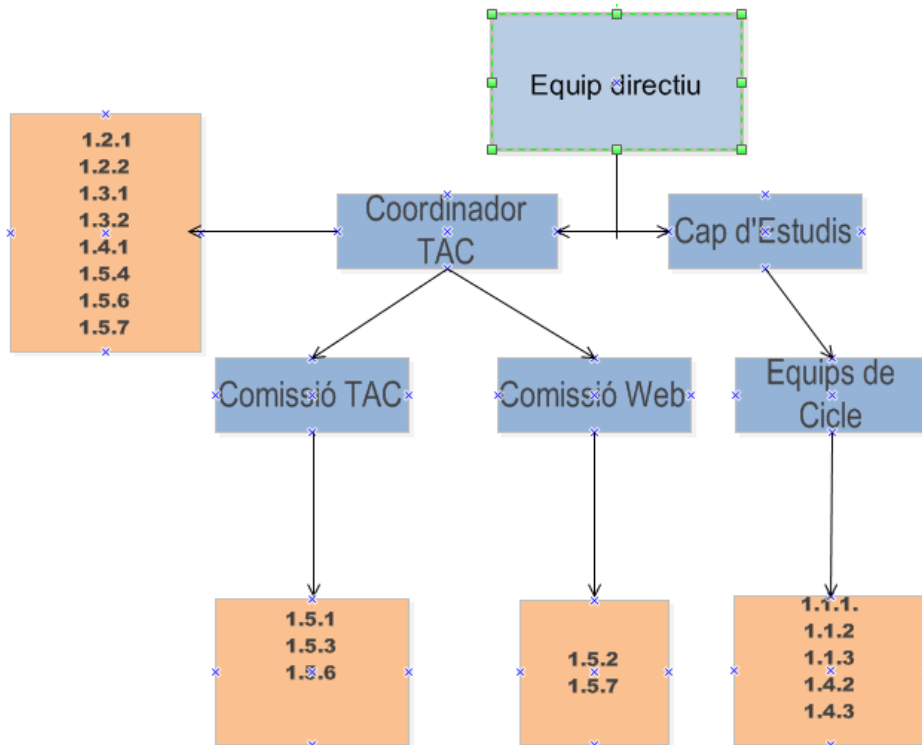 Equip directiu
1.2.1
1.2.2
1.3.1
1.3.2
1.4.1
1.5.4
1.5.6
1.5.7
Coordinador
TAC
Cap d'Estudis
Comissió TAC
Comissió Web
Equips de
Cicle
1.5.1
1.5.3
1.5.6
1.5.2
1.5.7
1.1.1.
1.1.2
1.1.3
1.4.2
1.4.3